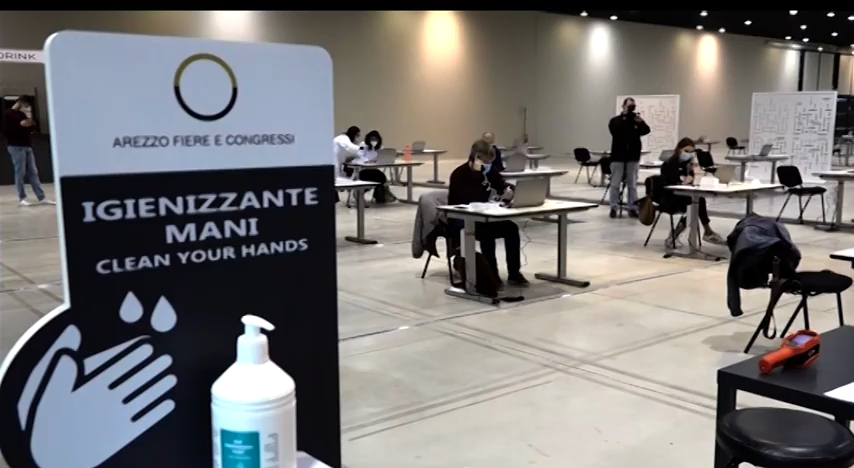 DRINK
AREZZO FIERE E CONGRESSI
IGIENIZZANTE
MANI
CLEAN YOUR HANDS